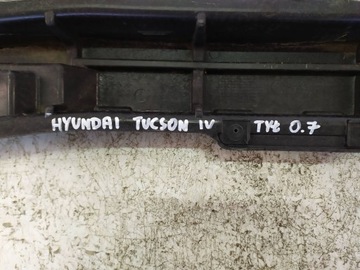 HYUNDAI TUCSON IV TYŁ 0.7